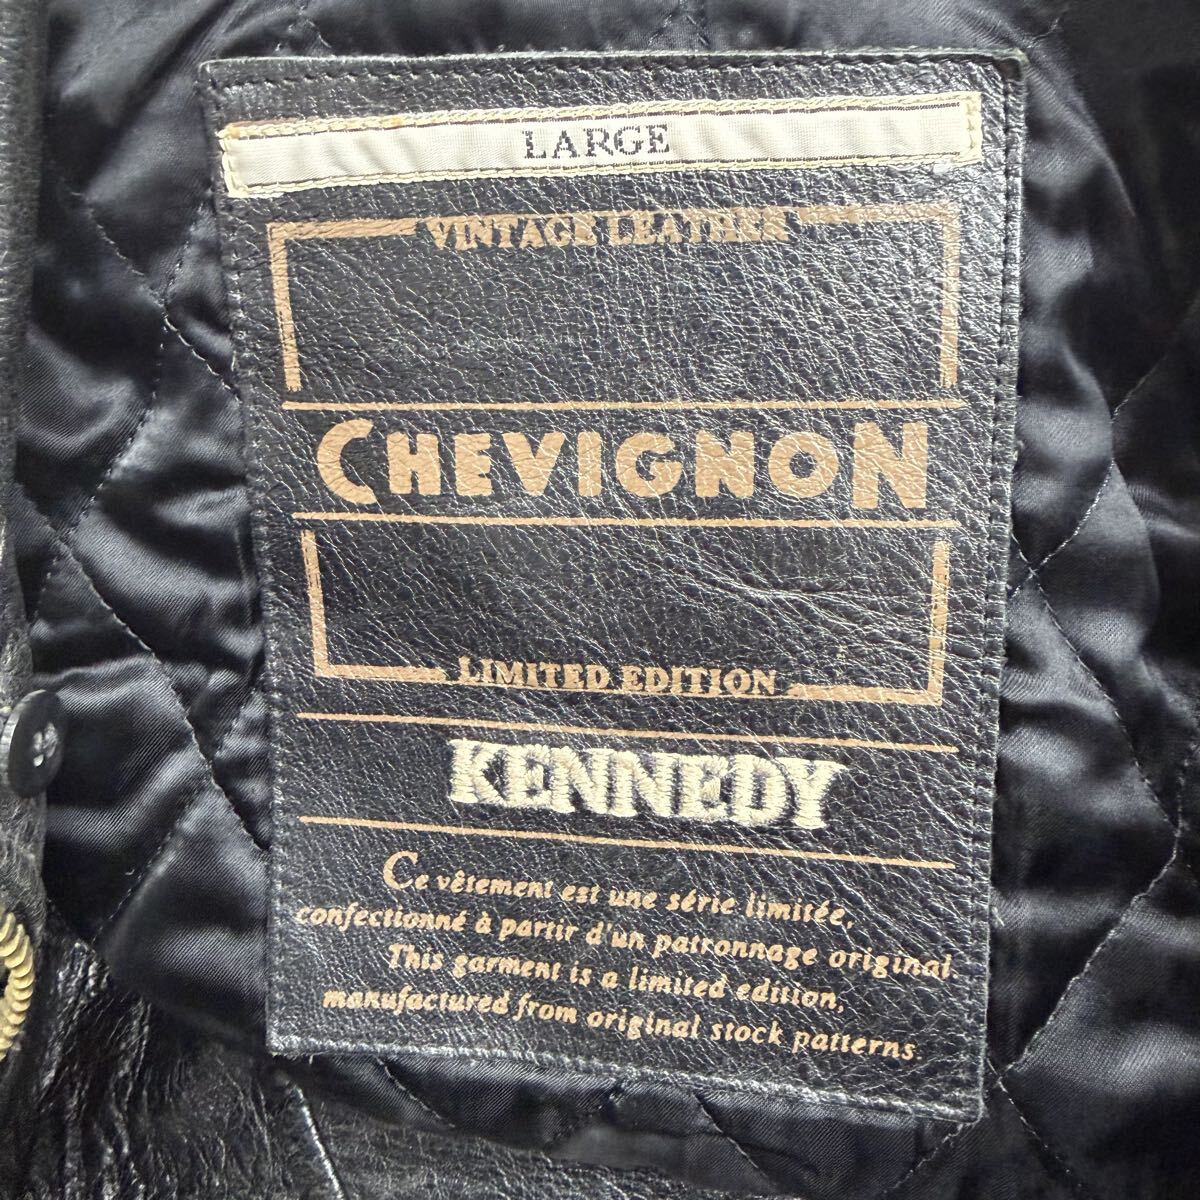 LARGE
VINTAGE LEATHER
CHEVIGNON
LIMITED EDITION
KENNEDY
Ce vêtement est une série limitée,
confectionné à partir d'un patronnage original.
This garment is a limited edition,
manufactured from original stock patterns.